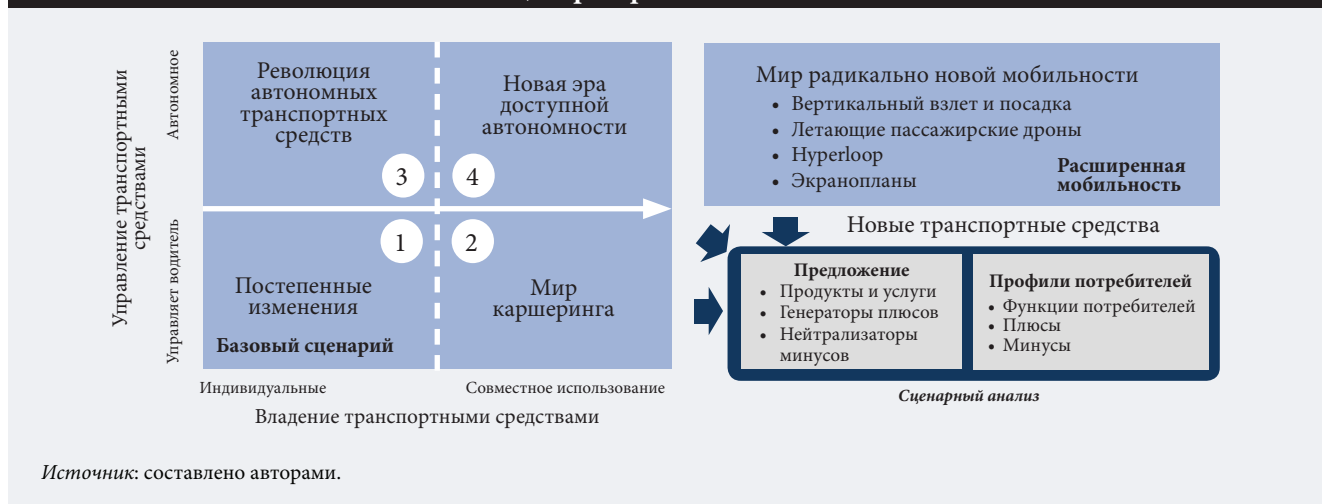 Управление транспортными
средствами
Автономное
Управляет водитель
Революция
автономных
транспортных
средств
3
Новая эра
доступной
автономности
4
1
Постепенные
изменения
Базовый сценарий
2
Мир
каршеринга
Индивидуальные
Совместное использование
Владение транспортными средствами
Мир радикально новой мобильности
• Вертикальный взлет и посадка
• Летающие пассажирские дроны
• Hyperloop
• Экранопланы
Расширенная
мобильность
Новые транспортные средства
Предложение
• Продукты и услуги
• Генераторы плюсов
• Нейтрализаторы
минусов
Профили потребителей
• Функции потребителей
• Плюсы
• Минусы
Сценарный анализ
Источник: составлено авторами.